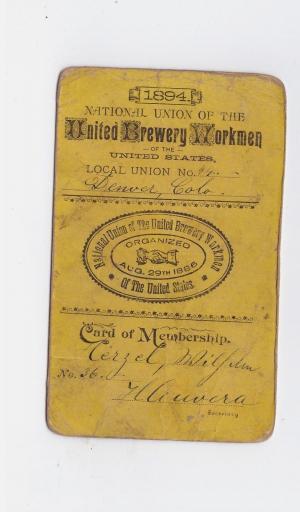 1894.
NATIONAL UNION OF THE
United Brewery Workmen
— OF THE —
UNITED STATES,
LOCAL UNION No.
Denver, Colo.
National Union of The United Brewery Workmen
ORGANIZED
AUG. 29TH 1886
Of The United States
Card of Membership.
Wilhelm
No. 36.
Secretary